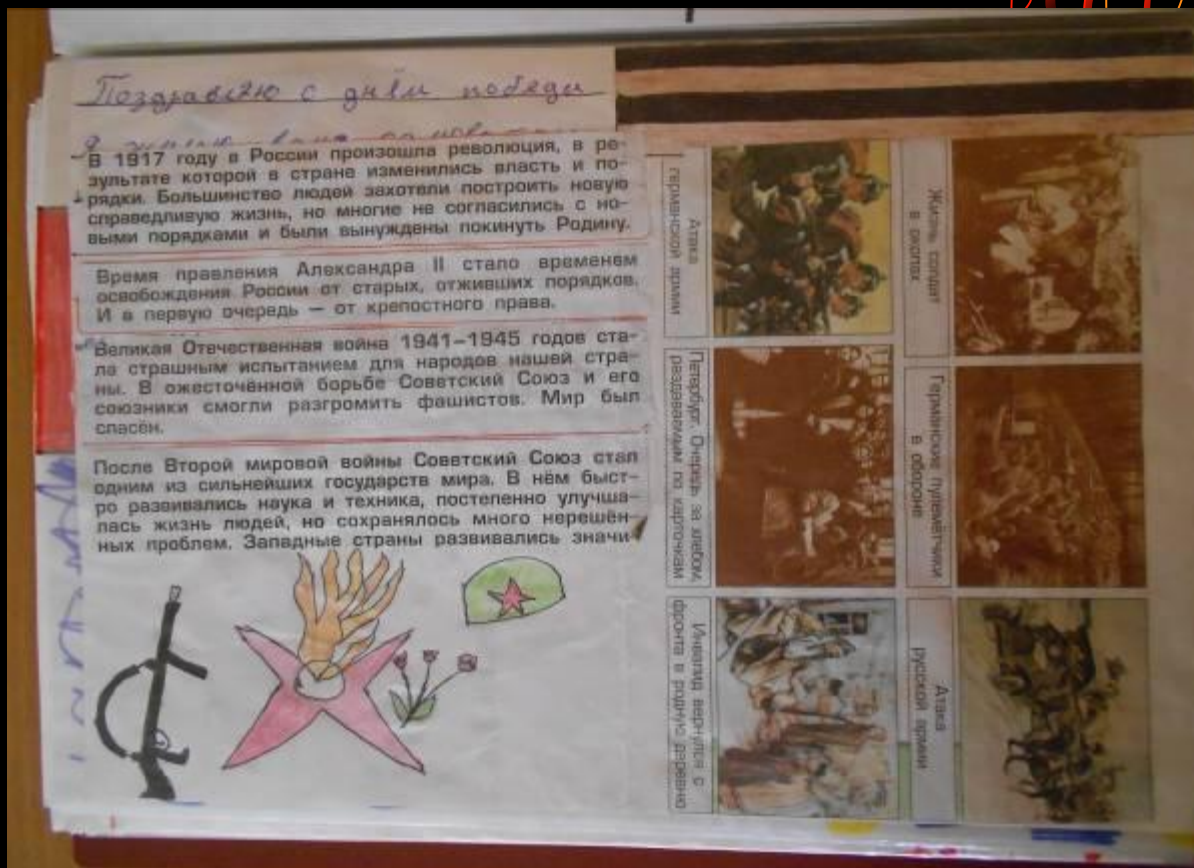 Поздравляю с днём победы
Я желаю вам
В 1917 году в России произошла революция, в ре-
зультате которой в стране изменились власть и по-
рядки. Большинство людей захотели построить новую
справедливую жизнь, но многие не согласились с но-
выми порядками и были вынуждены покинуть Родину.
Время правления Александра II стало временем
освобождения России от старых, отживших порядков.
И в первую очередь — от крепостного права.
Великая Отечественная война 1941–1945 годов ста-
ла страшным испытанием для народов нашей стра-
ны. В ожесточённой борьбе Советский Союз и его
союзники смогли разгромить фашистов. Мир был
спасён.
После Второй мировой войны Советский Союз стал
одним из сильнейших государств мира. В нём быст-
ро развивались наука и техника, постепенно улучша-
лась жизнь людей, но сохранялось много нерешён-
ных проблем. Западные страны развивались значи-
Жизнь солдат
в окопах
Германские пулемётчики
в обороне
Атака
русской армии
Атака
германской армии
Петербург. Очередь за хлебом,
раздаваемым по карточкам
Инвалид вернулся с
фронта в родную деревню